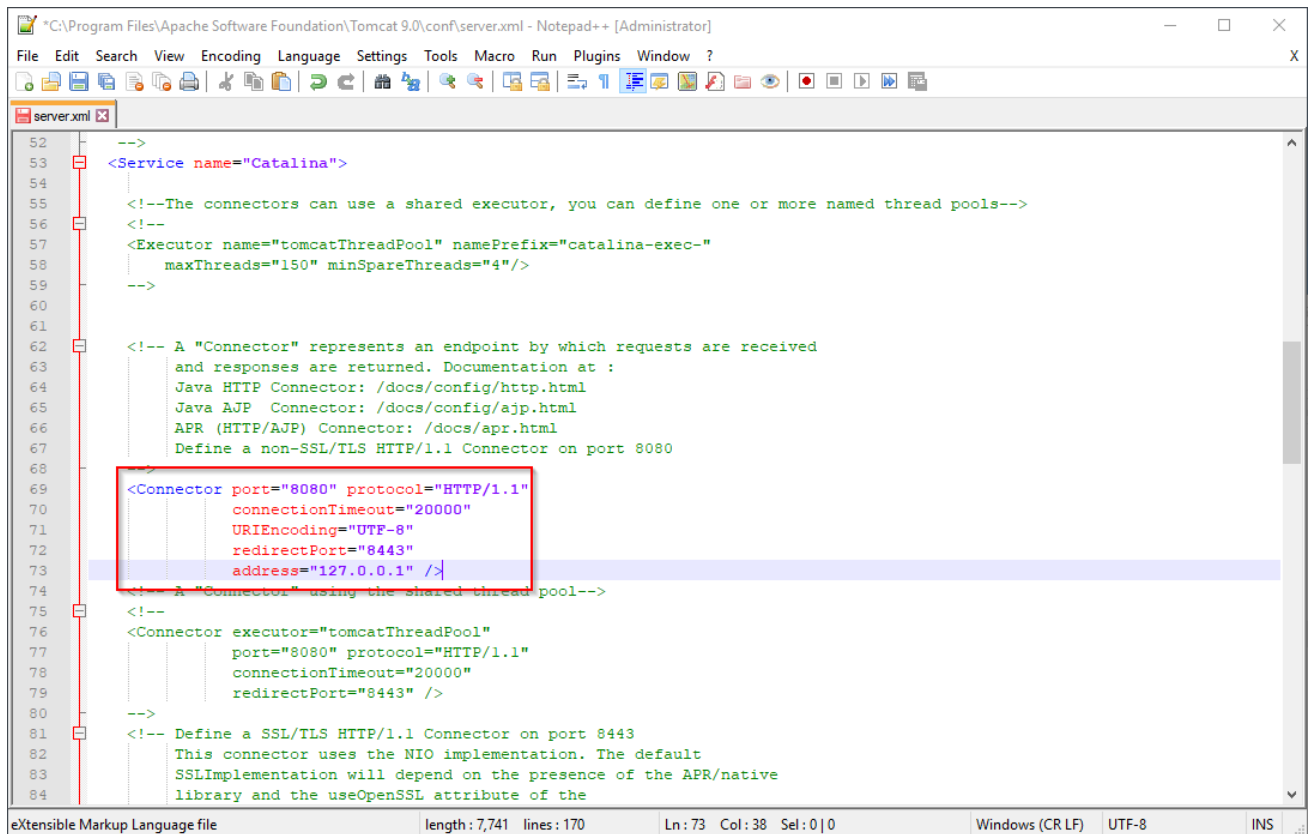 *C:\Program Files\Apache Software Foundation\Tomcat 9.0\conf\server.xml - Notepad++ [Administrator]
File Edit Search View Encoding Language Settings Tools Macro Run Plugins Window ? X
server.xml
52 -->
53 <Service name="Catalina">
54
55 <!--The connectors can use a shared executor, you can define one or more named thread pools-->
56 <!--
57 <Executor name="tomcatThreadPool" namePrefix="catalina-exec-"
58 maxThreads="150" minSpareThreads="4"/>
59 -->
60
61
62 <!-- A "Connector" represents an endpoint by which requests are received
63 and responses are returned. Documentation at :
64 Java HTTP Connector: /docs/config/http.html
65 Java AJP  Connector: /docs/config/ajp.html
66 APR (HTTP/AJP) Connector: /docs/apr.html
67 Define a non-SSL/TLS HTTP/1.1 Connector on port 8080
68 -->
69 <Connector port="8080" protocol="HTTP/1.1"
70 connectionTimeout="20000"
71 URIEncoding="UTF-8"
72 redirectPort="8443"
73 address="127.0.0.1" />
74 <!-- A "Connector" using the shared thread pool-->
75 <!--
76 <Connector executor="tomcatThreadPool"
77 port="8080" protocol="HTTP/1.1"
78 connectionTimeout="20000"
79 redirectPort="8443" />
80 -->
81 <!-- Define a SSL/TLS HTTP/1.1 Connector on port 8443
82 This connector uses the NIO implementation. The default
83 SSLImplementation will depend on the presence of the APR/native
84 library and the useOpenSSL attribute of the
eXtensible Markup Language file length : 7,741 lines : 170 Ln : 73 Col : 38 Sel : 0 | 0 Windows (CR LF) UTF-8 INS